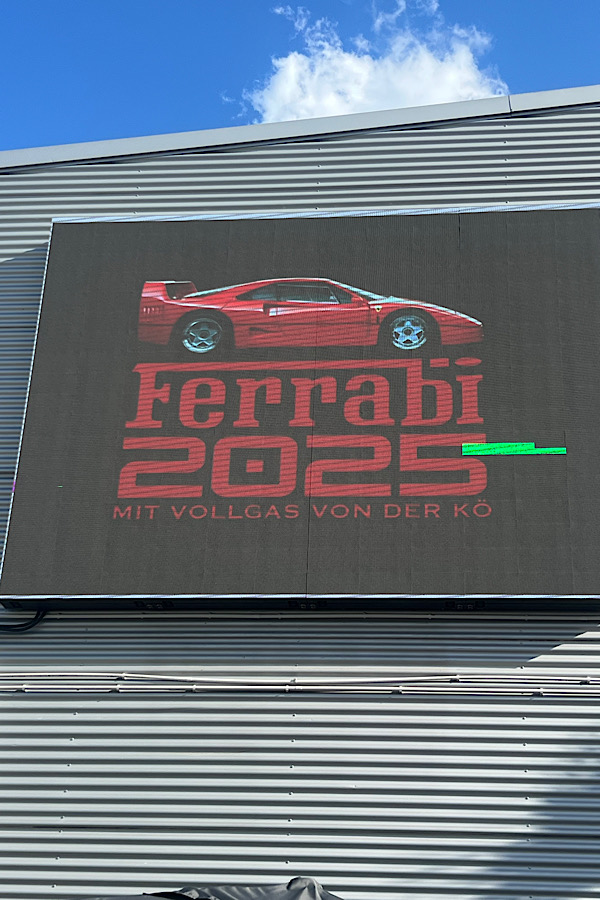 Ferrabi
2025
MIT VOLLGAS VON DER KÖ